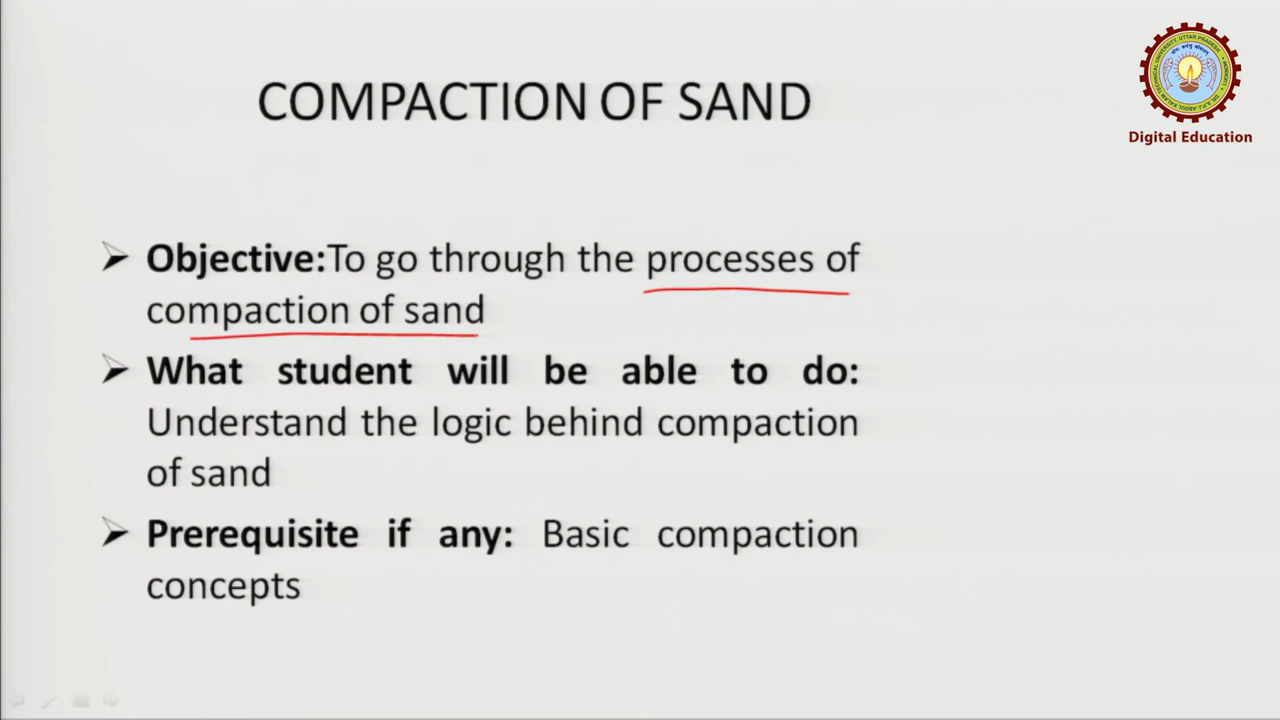 COMPACTION OF SAND
Digital Education
Objective:To go through the processes of
compaction of sand
What student will be able to do:
Understand the logic behind compaction
of sand
Prerequisite if any: Basic compaction
concepts